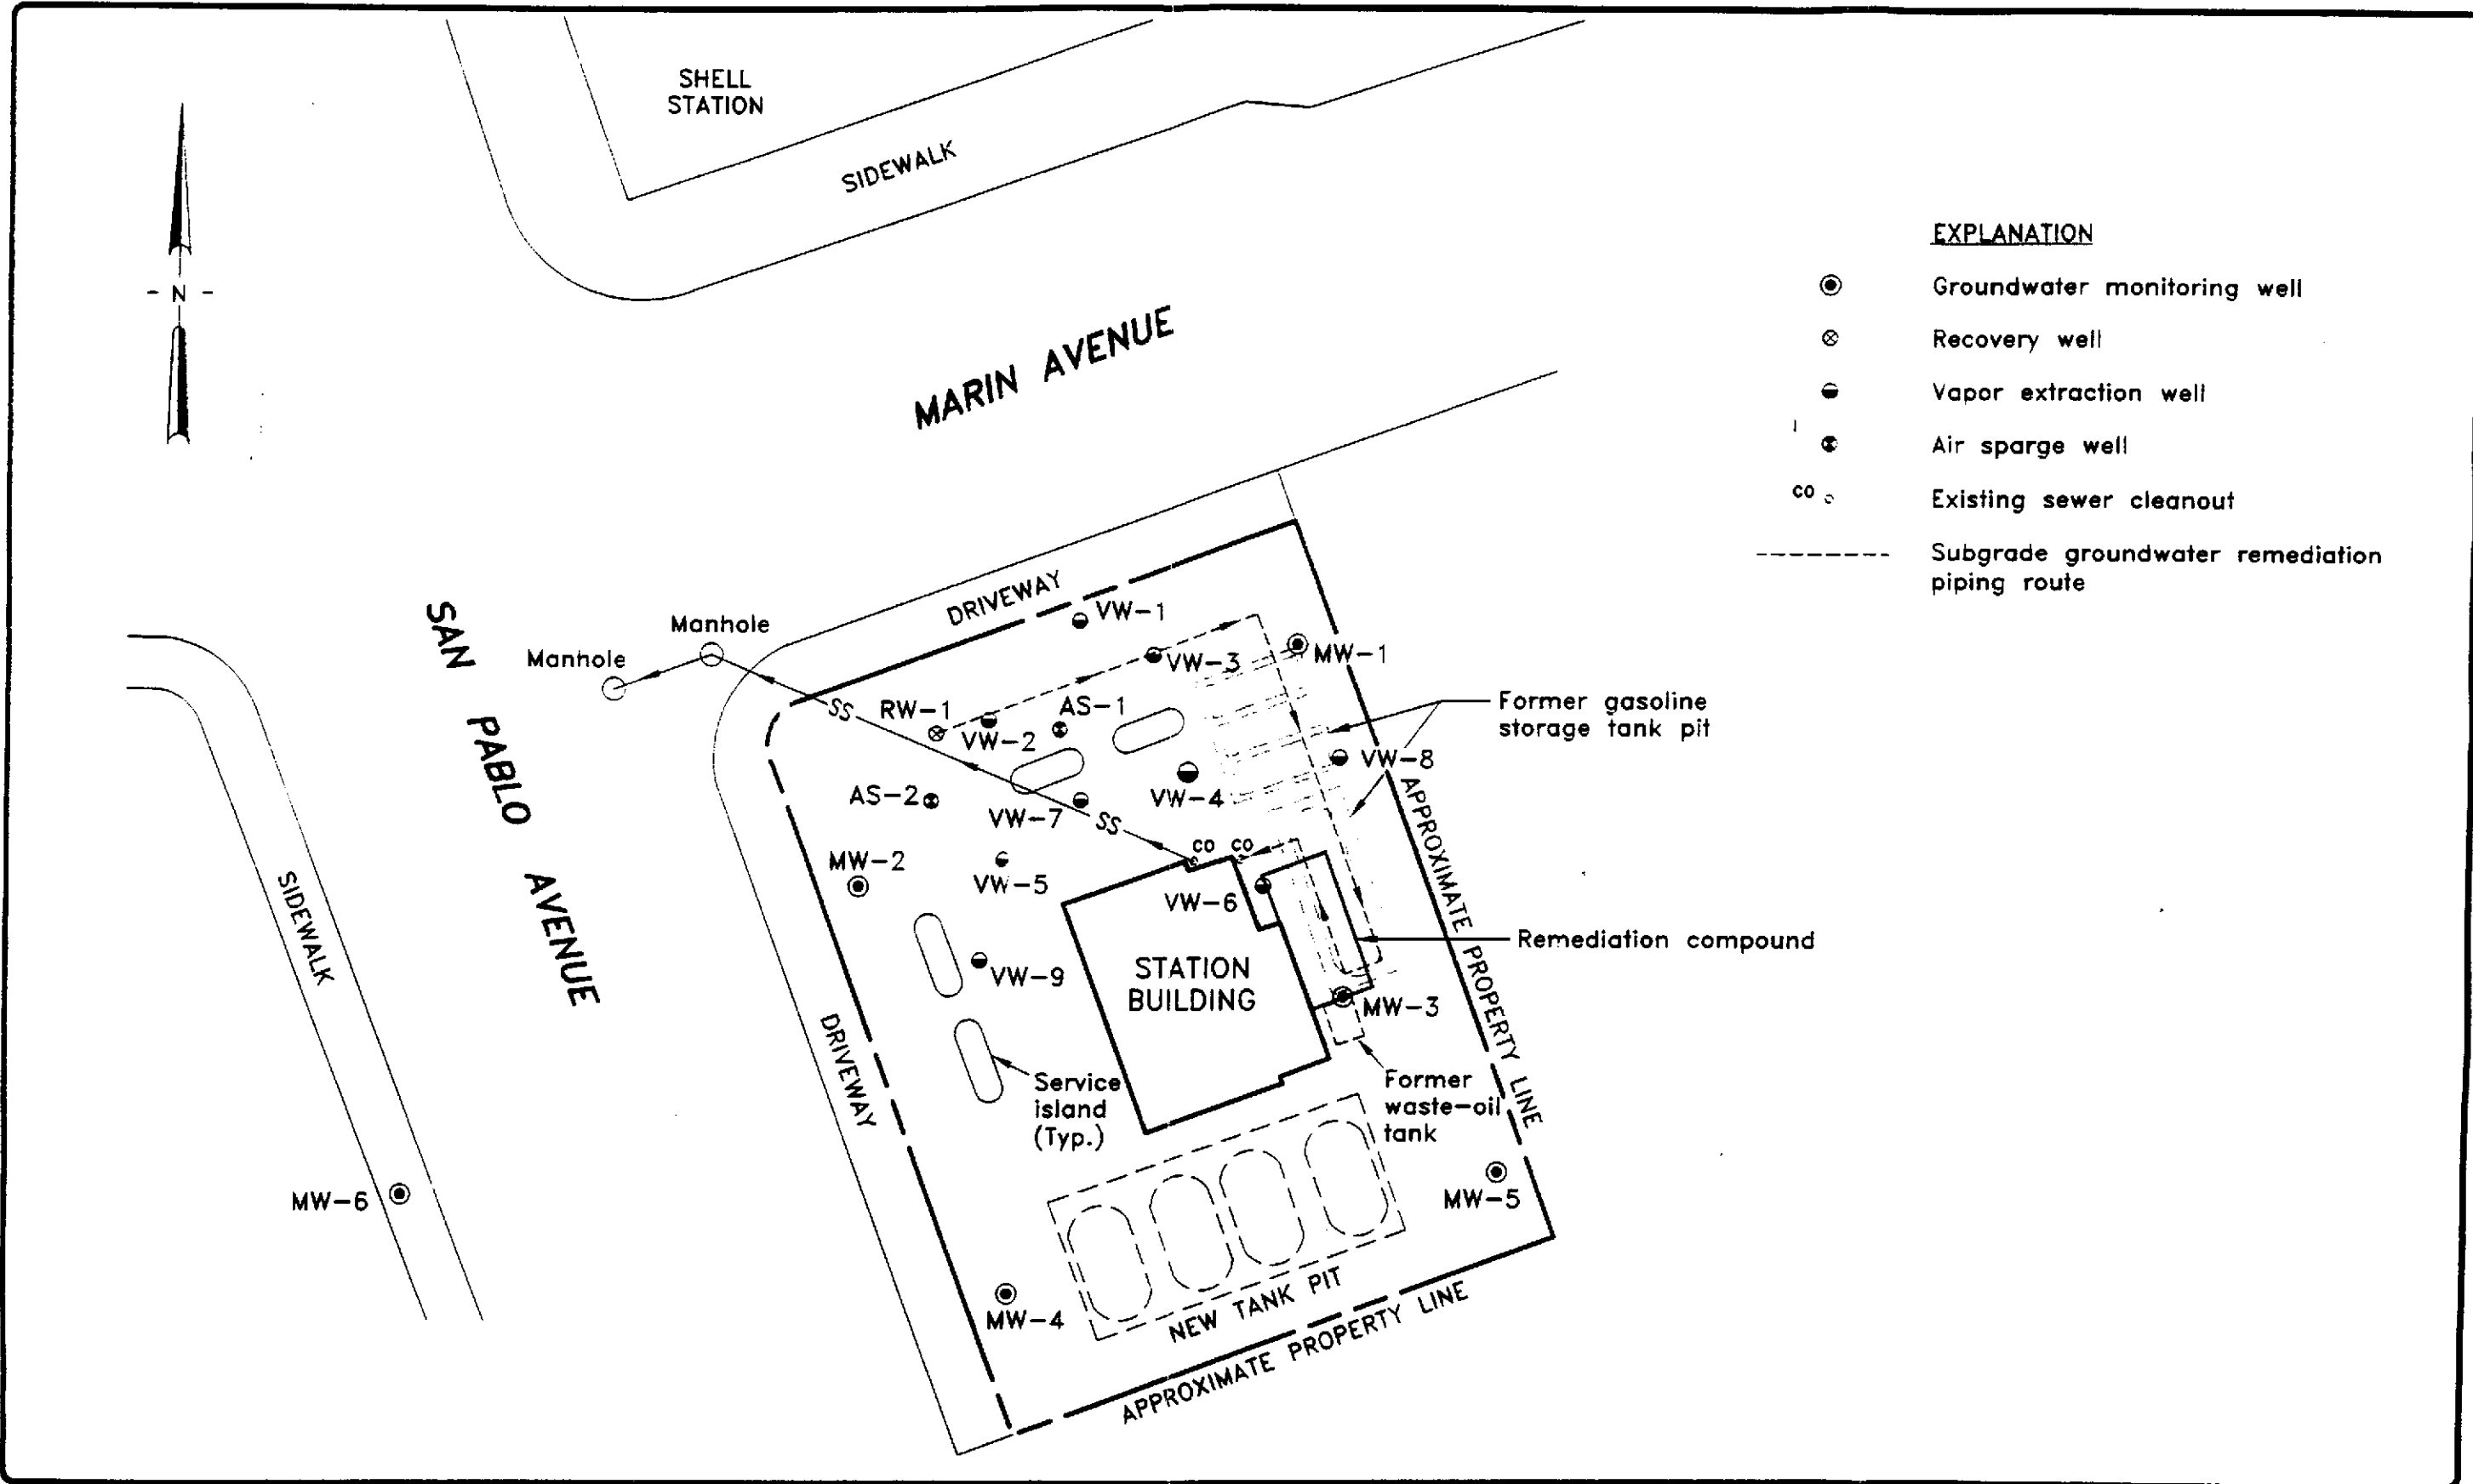 SHELL
STATION
SIDEWALK
- N -
MARIN AVENUE
EXPLANATION
Groundwater monitoring well
Recovery well
Vapor extraction well
Air sparge well
CO
Existing sewer cleanout
Subgrade groundwater remediation
piping route
SAN PABLO AVENUE
Manhole
Manhole
DRIVEWAY
VW-1
VW-3
MW-1
SS
RW-1
VW-2
AS-1
Former gasoline
storage tank pit
VW-8
AS-2
VW-7
VW-4
SS
CO
CO
MW-2
VW-5
VW-6
APPROXIMATE PROPERTY LINE
Remediation compound
SIDEWALK
VW-9
STATION
BUILDING
MW-3
DRIVEWAY
Service
island
(Typ.)
Former
waste-oil
tank
MW-6
MW-5
MW-4
NEW TANK PIT
APPROXIMATE PROPERTY LINE